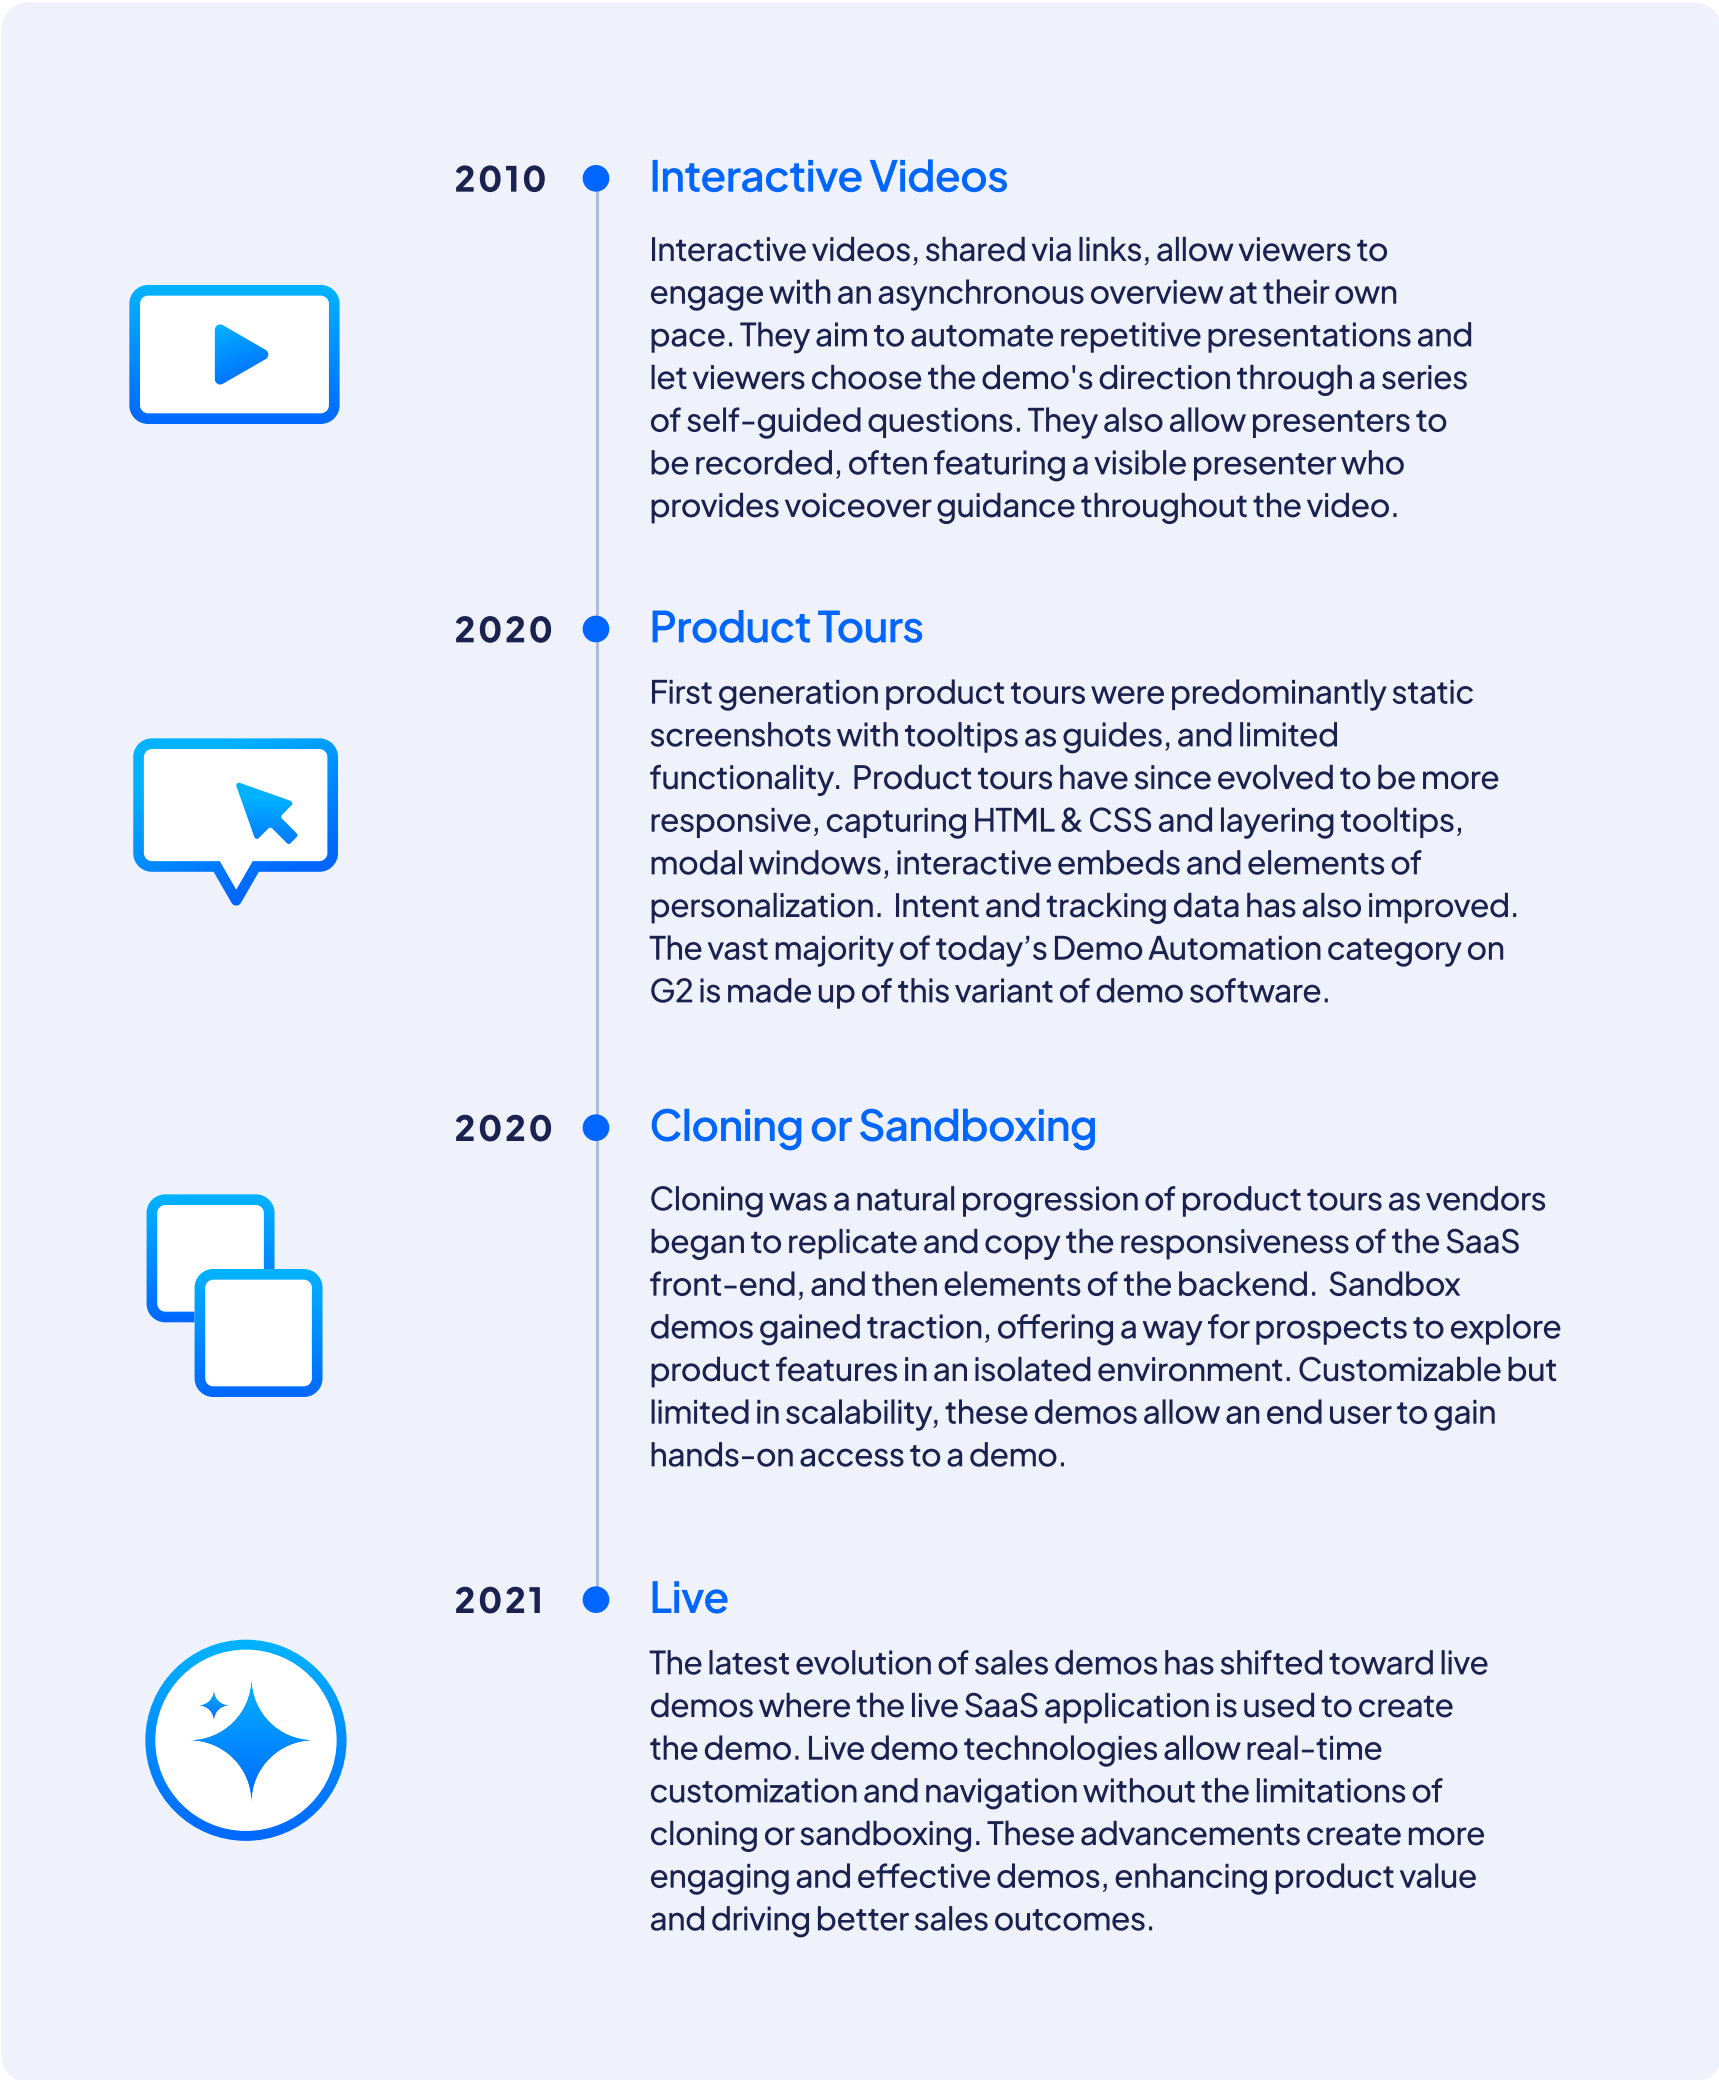 2010
Interactive Videos
Interactive videos, shared via links, allow viewers to
engage with an asynchronous overview at their own
pace. They aim to automate repetitive presentations and
let viewers choose the demo's direction through a series
of self-guided questions. They also allow presenters to
be recorded, often featuring a visible presenter who
provides voiceover guidance throughout the video.
2020
Product Tours
First generation product tours were predominantly static
screenshots with tooltips as guides, and limited
functionality.  Product tours have since evolved to be more
responsive, capturing HTML & CSS and layering tooltips,
modal windows, interactive embeds and elements of
personalization.  Intent and tracking data has also improved.
The vast majority of today’s Demo Automation category on
G2 is made up of this variant of demo software.
2020
Cloning or Sandboxing
Cloning was a natural progression of product tours as vendors
began to replicate and copy the responsiveness of the SaaS
front-end, and then elements of the backend.  Sandbox
demos gained traction, offering a way for prospects to explore
product features in an isolated environment. Customizable but
limited in scalability, these demos allow an end user to gain
hands-on access to a demo.
2021
Live
The latest evolution of sales demos has shifted toward live
demos where the live SaaS application is used to create
the demo. Live demo technologies allow real-time
customization and navigation without the limitations of
cloning or sandboxing. These advancements create more
engaging and effective demos, enhancing product value
and driving better sales outcomes.